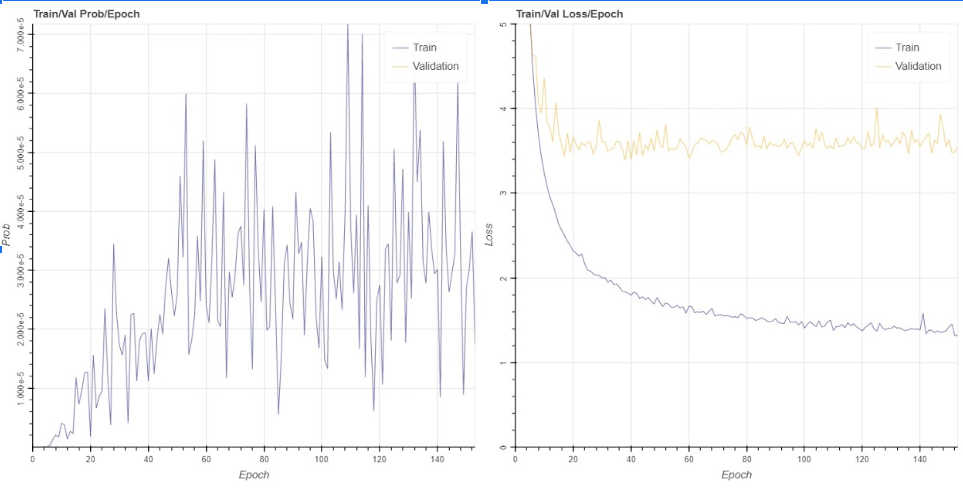 Train/Val Prob/Epoch
Train
Validation
7.000e-5
6.000e-5
5.000e-5
4.000e-5
3.000e-5
2.000e-5
1.000e-5
Prob
0 20 40 60 80 100 120 140
Epoch
Train/Val Loss/Epoch
Train
Validation
5
4
3
2
1
0
Loss
0 20 40 60 80 100 120 140
Epoch